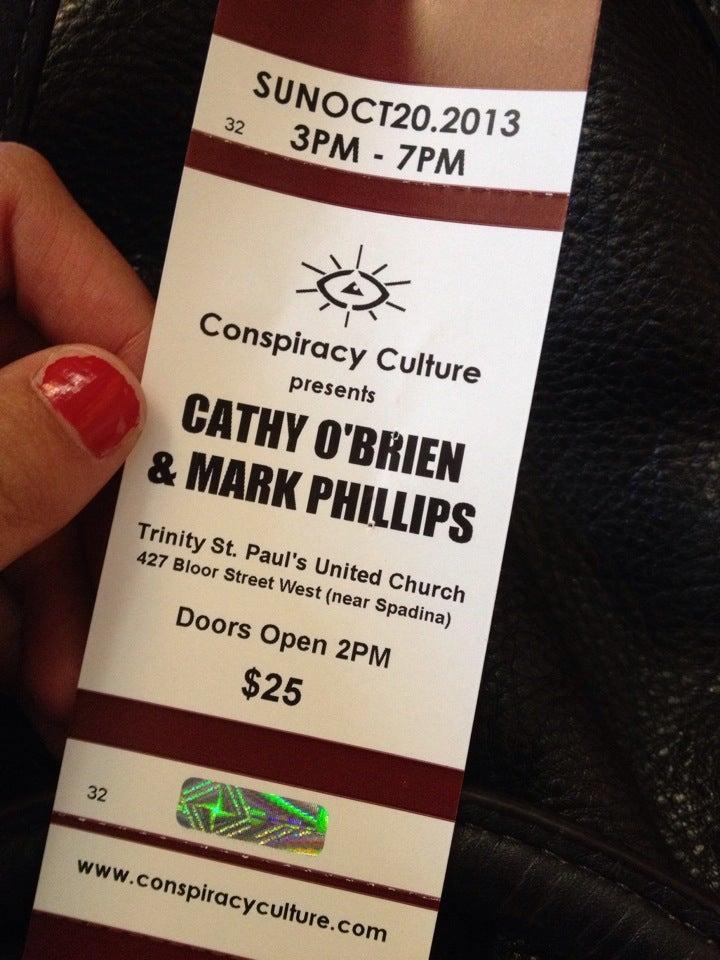 SUNOCT20.2013
32 3PM - 7PM
Conspiracy Culture
presents
CATHY O'BRIEN
& MARK PHILLIPS
Trinity St. Paul's United Church
427 Bloor Street West (near Spadina)
Doors Open 2PM
$25
32
www.conspiracyculture.com